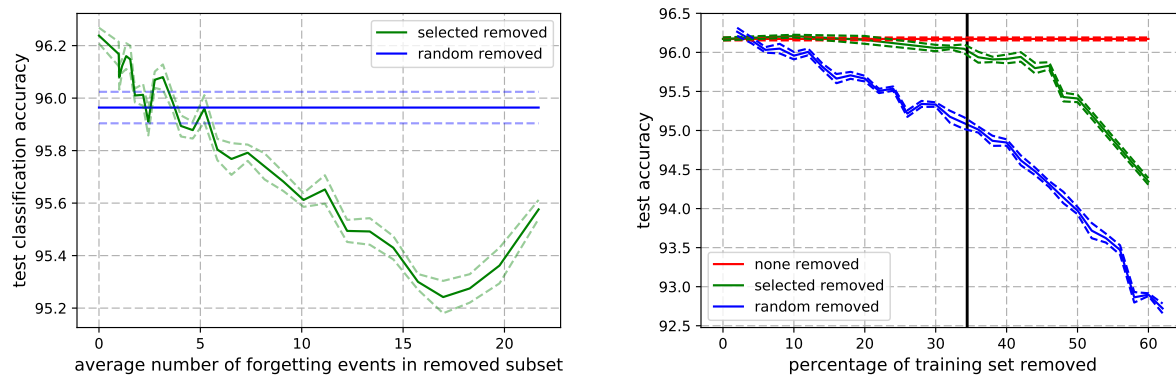 test classification accuracy
96.2
96.0
95.8
95.6
95.4
95.2
selected removed
random removed
0 5 10 15 20
average number of forgetting events in removed subset
test accuracy
96.5
96.0
95.5
95.0
94.5
94.0
93.5
93.0
92.5
none removed
selected removed
random removed
0 10 20 30 40 50 60
percentage of training set removed